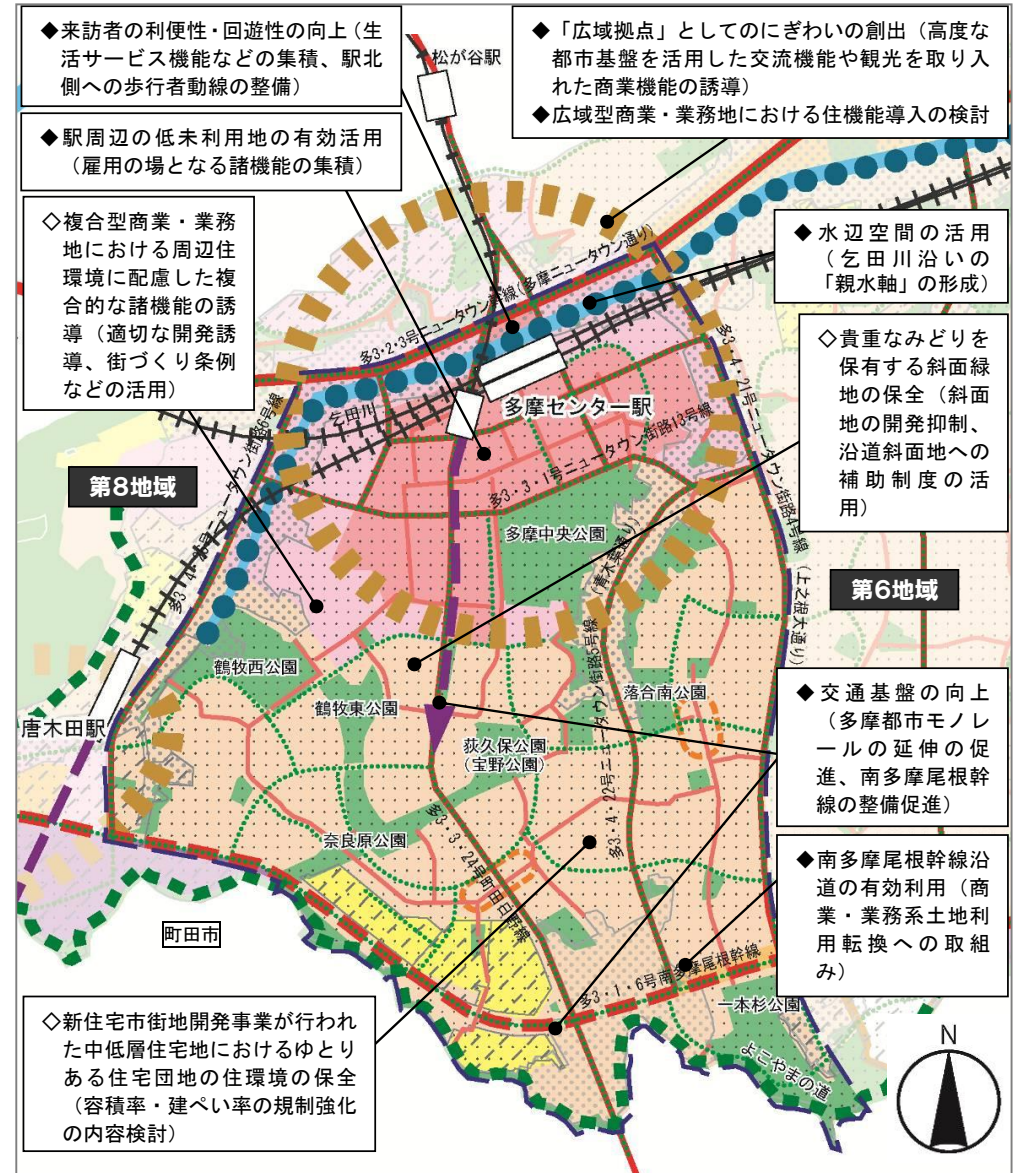 ◆来訪者の利便性・回遊性の向上（生
活サービス機能などの集積、駅北
側への歩行者動線の整備）
◆駅周辺の低未利用地の有効活用
（雇用の場となる諸機能の集積）
◇複合型商業・業務
地における周辺住
環境に配慮した複
合的な諸機能の誘
導（適切な開発誘
導、街づくり条例
などの活用）
◆「広域拠点」としてのにぎわいの創出（高度な
都市基盤を活用した交流機能や観光を取り入
れた商業機能の誘導）
◆広域型商業・業務地における住機能導入の検討
◆水辺空間の活用
（乞田川沿いの
「親水軸」の形成）
◇貴重なみどりを
保有する斜面緑
地の保全（斜面
地の開発抑制、
沿道斜面地への
補助制度の活
用）
松が谷駅
多3・2・3号ニュータウン幹線(多摩ニュータウン通り)
乞田川
多摩センター駅
多3・3・1号ニュータウン街路13号線
多3・4・21号ニュータウン街路4号線（上之根大通り）
ニュータウン街路6号線
第8地域
多摩中央公園
(青木葉通り)
第6地域
鶴牧西公園
鶴牧東公園
落合南公園
唐木田駅
荻久保公園
（宝野公園）
多3・4・22号ニュータウン街路5号線
奈良原公園
多3・3・24号町田日野線
町田市
多3・1・6号南多摩尾根幹線
一本杉公園
よこやまの道
◆交通基盤の向上
（多摩都市モノレ
ールの延伸の促
進、南多摩尾根幹
線の整備促進）
◆南多摩尾根幹線沿
道の有効利用（商
業・業務系土地利
用転換への取組
み）
◇新住宅市街地開発事業が行われ
た中低層住宅地におけるゆとり
ある住宅団地の住環境の保全
（容積率・建ぺい率の規制強化
の内容検討）
N